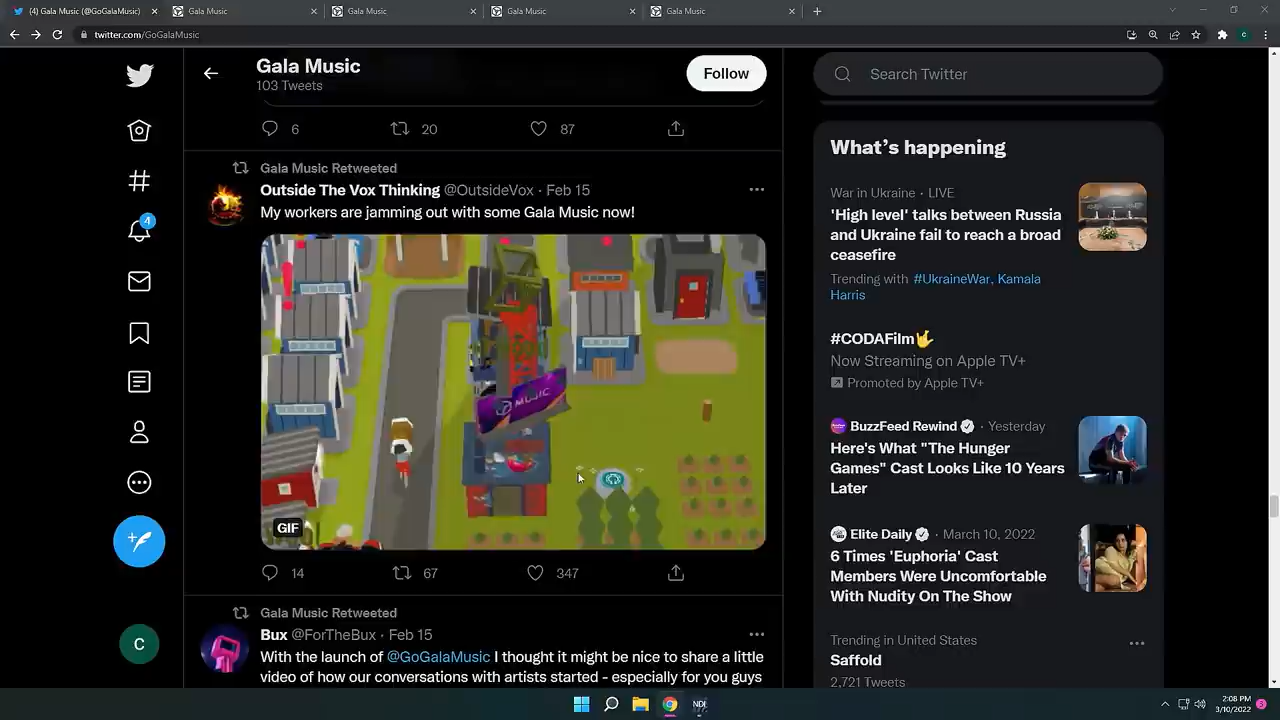 (4) Gala Music (@GoGalaMusic)
Gala Music
Gala Music
Gala Music
Gala Music
twitter.com/GoGalaMusic
Gala Music
103 Tweets
Follow
Search Twitter
6
20
87
Gala Music Retweeted
Outside The Vox Thinking @OutsideVox · Feb 15
My workers are jamming out with some Gala Music now!
MUSIC
GIF
14
67
347
Gala Music Retweeted
Bux @ForTheBux · Feb 15
With the launch of @GoGalaMusic I thought it might be nice to share a little
video of how our conversations with artists started - especially for you guys
4
C
What's happening
War in Ukraine · LIVE
'High level' talks between Russia
and Ukraine fail to reach a broad
ceasefire
Trending with #UkraineWar, Kamala
Harris
#CODAFilm
Now Streaming on Apple TV+
Promoted by Apple TV+
BuzzFeed Rewind · Yesterday
Here's What "The Hunger
Games" Cast Looks Like 10 Years
Later
Elite Daily · March 10, 2022
6 Times 'Euphoria' Cast
Members Were Uncomfortable
With Nudity On The Show
Trending in United States
Saffold
2,721 Tweets
2:08 PM
3/10/2022